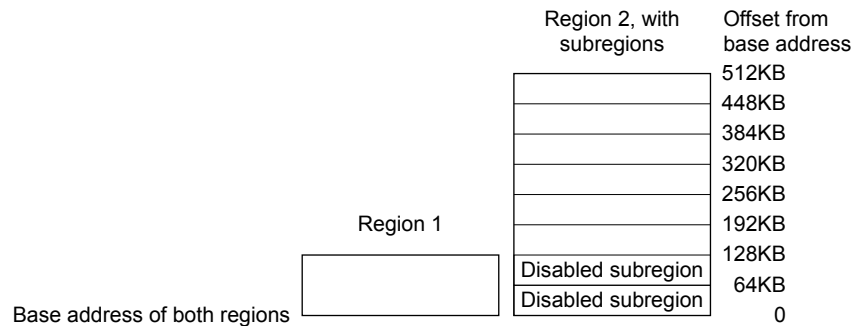 Region 2, with
subregions
Offset from
base address
512KB
448KB
384KB
320KB
256KB
Region 1
192KB
128KB
Disabled subregion
64KB
Disabled subregion
Base address of both regions
0